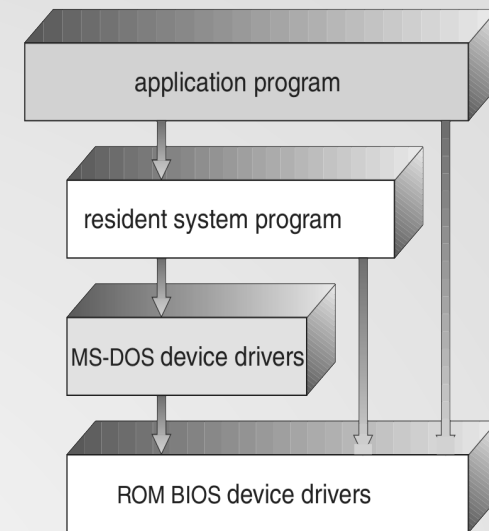 application program
resident system program
MS-DOS device drivers
ROM BIOS device drivers